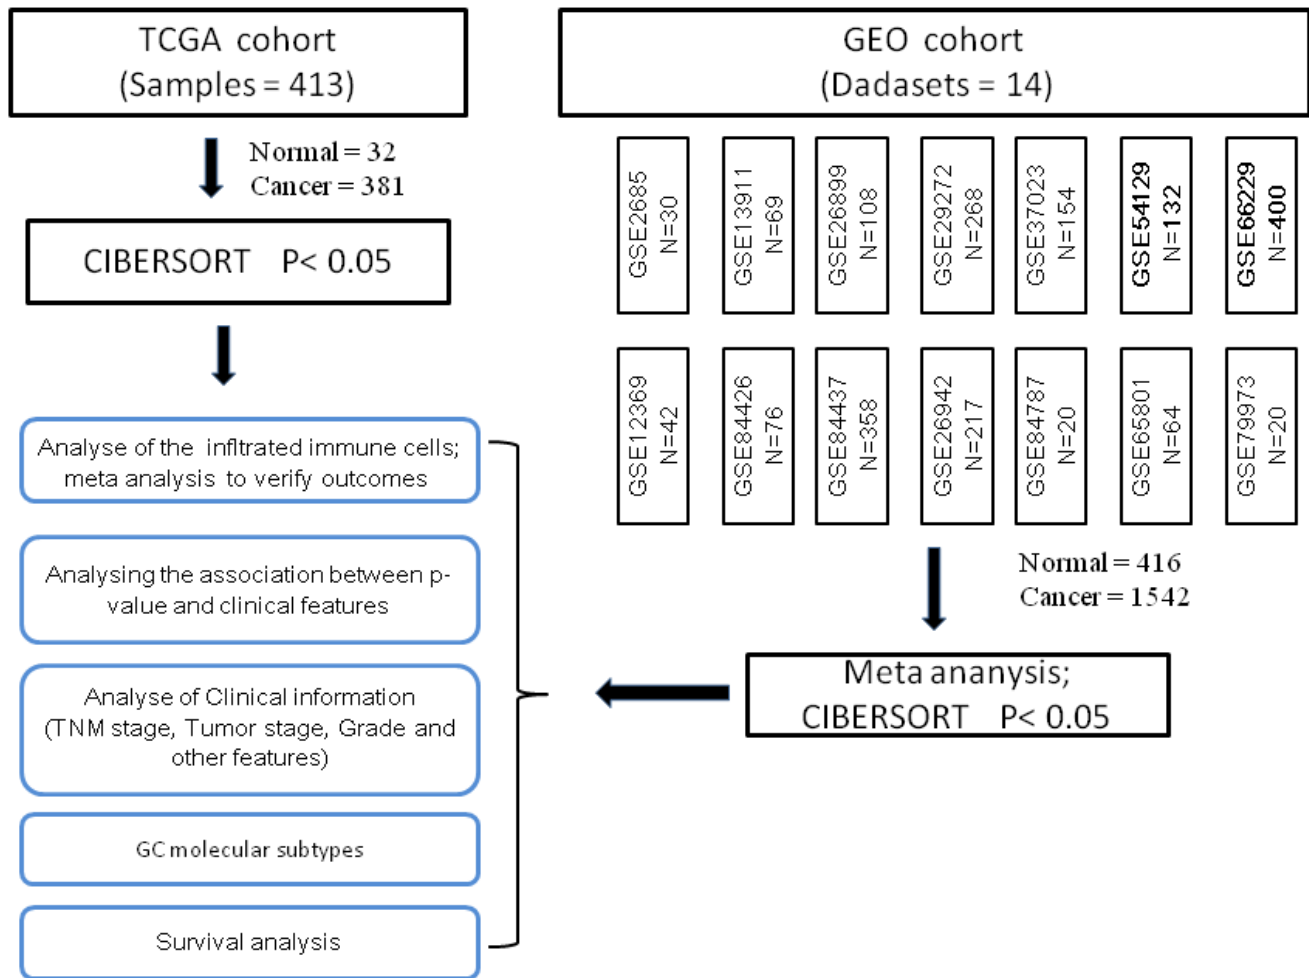 TCGA cohort
(Samples = 413)
Normal = 32
Cancer = 381
CIBERSORT P< 0.05
GEO cohort
(Dadasets = 14)
GSE2685
N=30
GSE13911
N=69
GSE26899
N=108
GSE29272
N=268
GSE37023
N=154
GSE54129
N=132
GSE66229
N=400
GSE12369
N=42
GSE84426
N=76
GSE84437
N=358
GSE26942
N=217
GSE84787
N=20
GSE65801
N=64
GSE79973
N=20
Normal = 416
Cancer = 1542
Meta ananysis;
CIBERSORT P< 0.05
Analyse of the infltrated immune cells;
meta analysis to verify outcomes
Analysing the association between p-
value and clinical features
Analyse of Clinical information
(TNM stage, Tumor stage, Grade and
other features)
GC molecular subtypes
Survival analysis